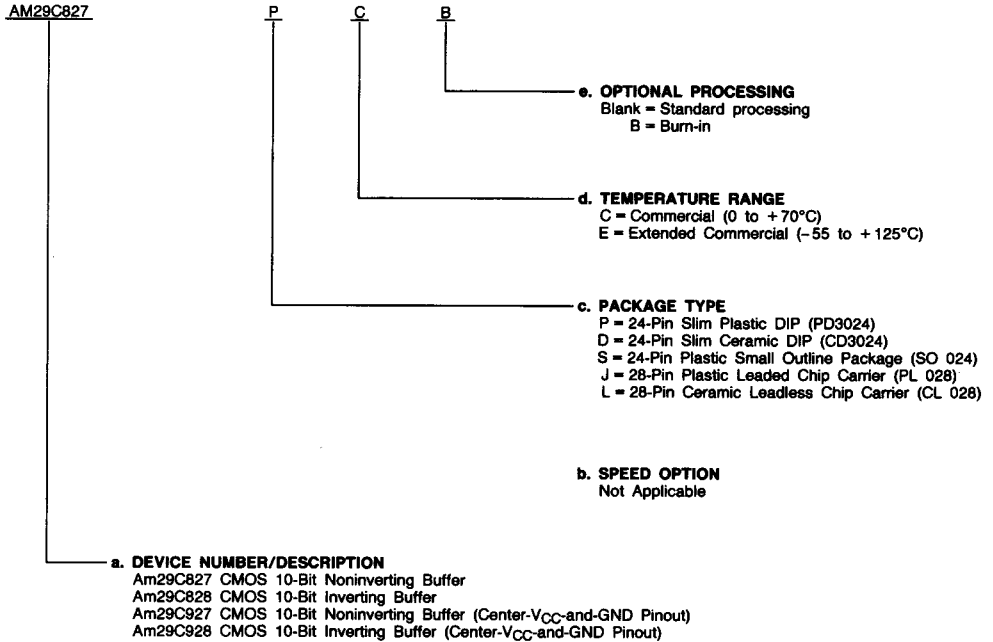 AM29C827 P C B
e. OPTIONAL PROCESSING
Blank = Standard processing
B = Burn-in
d. TEMPERATURE RANGE
C = Commercial (0 to +70°C)
E = Extended Commercial (-55 to +125°C)
c. PACKAGE TYPE
P = 24-Pin Slim Plastic DIP (PD3024)
D = 24-Pin Slim Ceramic DIP (CD3024)
S = 24-Pin Plastic Small Outline Package (SO 024)
J = 28-Pin Plastic Leaded Chip Carrier (PL 028)
L = 28-Pin Ceramic Leadless Chip Carrier (CL 028)
b. SPEED OPTION
Not Applicable
a. DEVICE NUMBER/DESCRIPTION
Am29C827 CMOS 10-Bit Noninverting Buffer
Am29C828 CMOS 10-Bit Inverting Buffer
Am29C927 CMOS 10-Bit Noninverting Buffer (Center-VCC-and-GND Pinout)
Am29C928 CMOS 10-Bit Inverting Buffer (Center-VCC-and-GND Pinout)